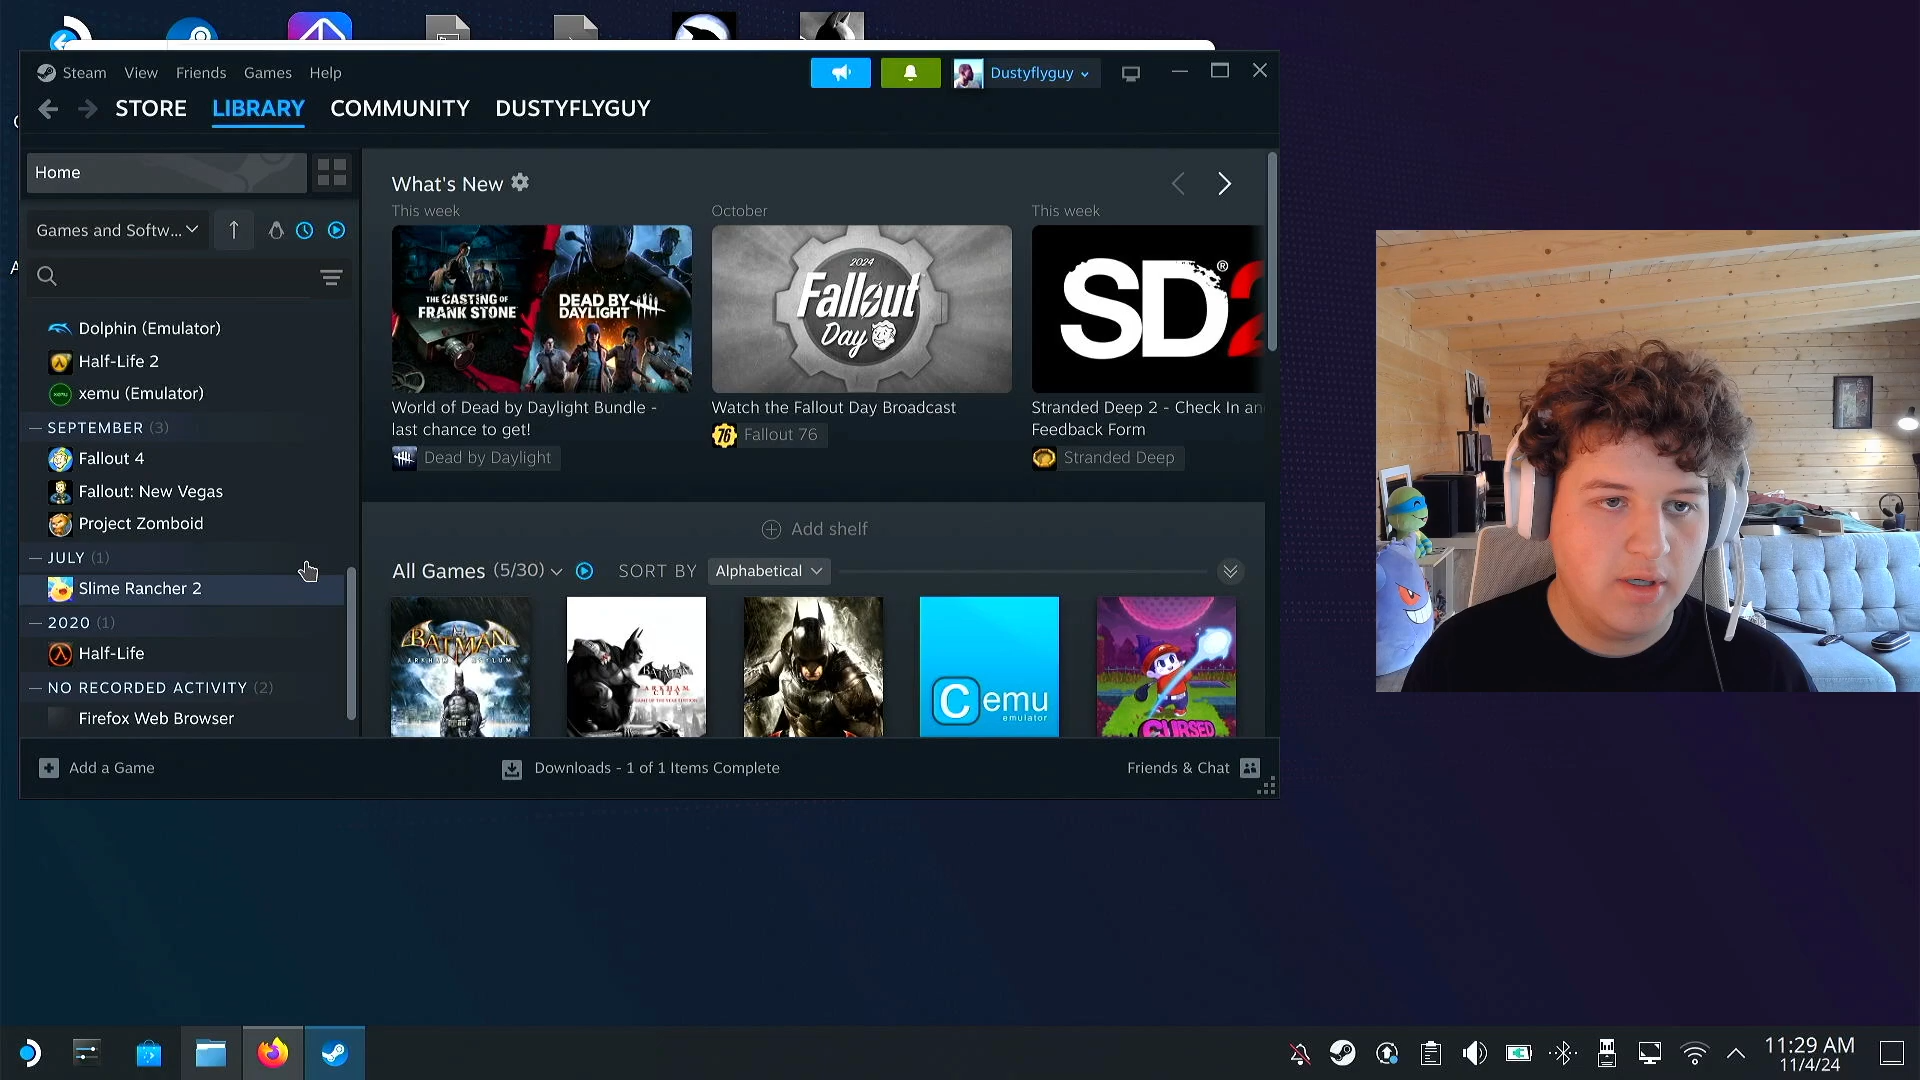 Steam View Friends Games Help Dustyflyguy
STORE LIBRARY COMMUNITY DUSTYFLYGUY
Home
Games and Softw...
Dolphin (Emulator)
Half-Life 2
xemu (Emulator)
SEPTEMBER (3)
Fallout 4
Fallout: New Vegas
Project Zomboid
JULY (1)
Slime Rancher 2
2020 (1)
Half-Life
NO RECORDED ACTIVITY (2)
Firefox Web Browser
What's New
This week
THE CASTING OF
FRANK STONE
DEAD BY
DAYLIGHT
World of Dead by Daylight Bundle -
last chance to get!
Dead by Daylight
October
2024
Fallout
Day
Watch the Fallout Day Broadcast
76 Fallout 76
This week
SD2
Stranded Deep 2 - Check In an
Feedback Form
Stranded Deep
Add shelf
All Games (5/30) SORT BY Alphabetical
BATMAN
ARKHAM ASYLUM
BATMAN
ARKHAM
CITY
Cemu
emulator
CURSED
Add a Game
Downloads - 1 of 1 Items Complete
Friends & Chat
11:29 AM
11/4/24